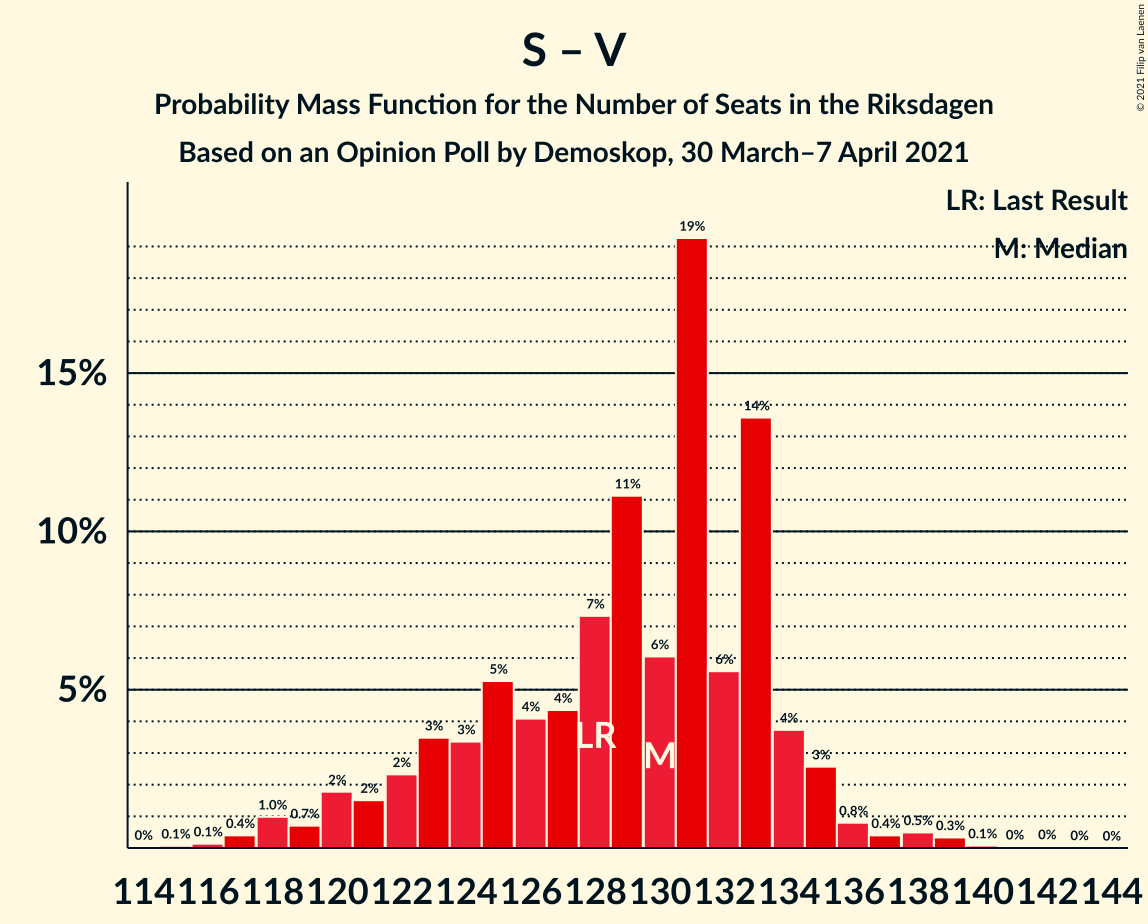 S – V
Probability Mass Function for the Number of Seats in the Riksdagen
Based on an Opinion Poll by Demoskop, 30 March–7 April 2021
© 2021 Filip van Laenen
LR: Last Result
M: Median
15%
10%
5%
0% 0.1% 0.1% 0.4% 1.0% 0.7% 2% 2% 2% 3% 3% 5% 4% 4% 7% 11% 6% 19% 6% 14% 4% 3% 0.8% 0.4% 0.5% 0.3% 0.1% 0% 0% 0% 0%
LR
M
114 116 118 120 122 124 126 128 130 132 134 136 138 140 142 144